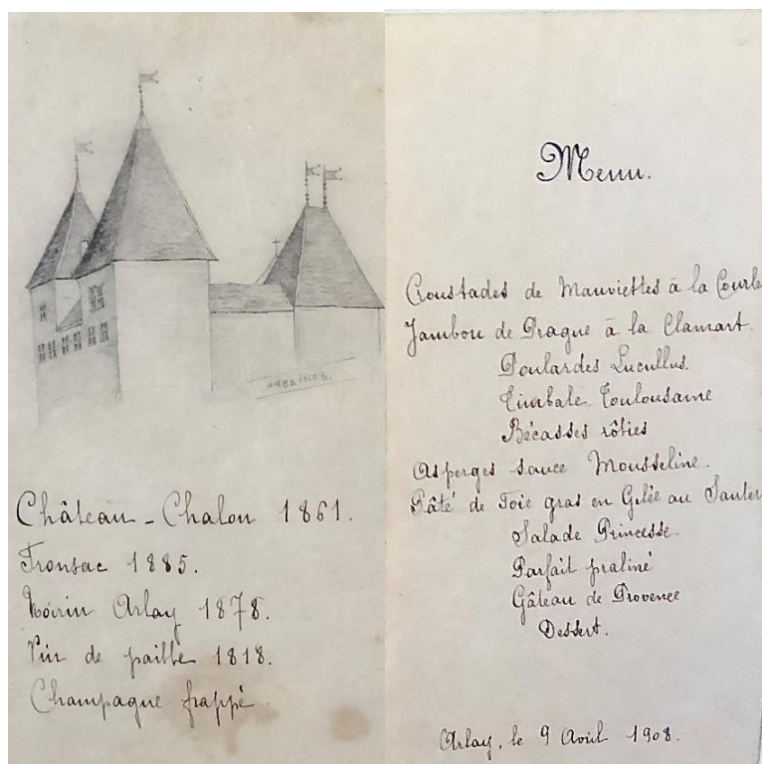 Château-Chalon 1861.
Fronsac 1885.
Noirin Arlay 1878.
Vin de paille 1818.
Champagne frappé.
Menu.
Croustades de Mauviettes à la
Jambon de Prague à la Clamart.
Poulardes Lucullus.
Timbale Toulousaine
Bécasses rôties
Asperges sauce Mousseline.
Pâté de Foie gras en Gelée au
Salade Princesse.
Parfait praliné
Gâteau de Provence
Dessert.
Arlay, le 9 Avril 1908.